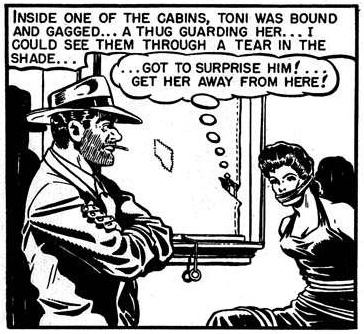 INSIDE ONE OF THE CABINS, TONI WAS BOUND
AND GAGGED...A THUG GUARDING HER...I
COULD SEE THEM THROUGH A TEAR IN THE
SHADE...
...GOT TO SURPRISE HIM!...
GET HER AWAY FROM HERE!